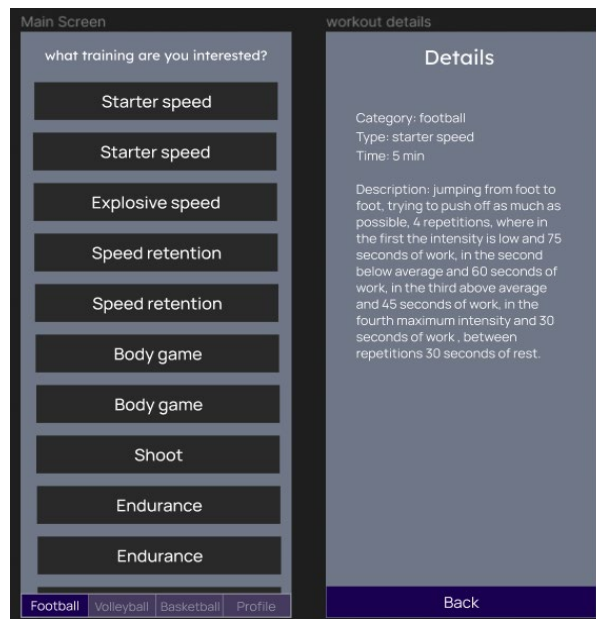 Main Screen
what training are you interested?
Starter speed
Starter speed
Explosive speed
Speed retention
Speed retention
Body game
Body game
Shoot
Endurance
Endurance
Football Volleyball Basketball Profile
workout details
Details
Category: football
Type: starter speed
Time: 5 min
Description: jumping from foot to
foot, trying to push off as much as
possible, 4 repetitions, where in
the first the intensity is low and 75
seconds of work, in the second
below average and 60 seconds of
work, in the third above average
and 45 seconds of work, in the
fourth maximum intensity and 30
seconds of work , between
repetitions 30 seconds of rest.
Back